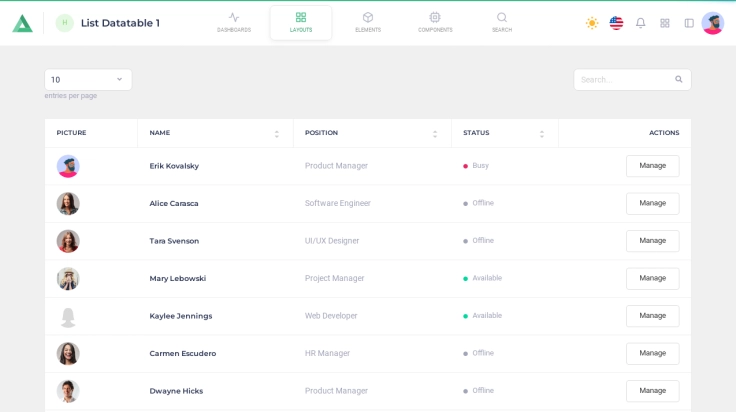 H
List Datatable 1
DASHBOARDS
LAYOUTS
ELEMENTS
COMPONENTS
SEARCH
10
entries per page
Search...
PICTURE NAME POSITION STATUS ACTIONS
Erik Kovalsky Product Manager Busy Manage
Alice Carasca Software Engineer Offline Manage
Tara Svenson UI/UX Designer Offline Manage
Mary Lebowski Project Manager Available Manage
Kaylee Jennings Web Developer Available Manage
Carmen Escudero HR Manager Offline Manage
Dwayne Hicks Product Manager Offline Manage